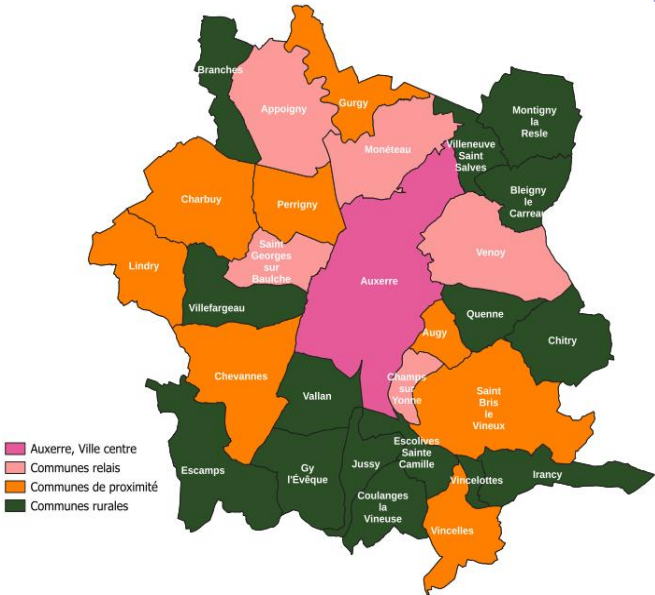 Branches
Appoigny
Gurgy
Montigny
la
Resle
Monéteau
Villeneuve
Saint
Salves
Bleigny
le
Carreau
Charbuy
Perrigny
Saint
Georges
sur
Baulche
Venoy
Lindry
Auxerre
Villefargeau
Quenne
Augy
Chitry
Chevannes
Champs
sur
Yonne
Vallan
Saint
Bris
le
Vineux
Escolives
Sainte
Camille
Escamps
Gy
l'Évêque
Jussy
Irancy
Vincelottes
Coulanges
la
Vineuse
Vincelles
Auxerre, Ville centre
Communes relais
Communes de proximité
Communes rurales